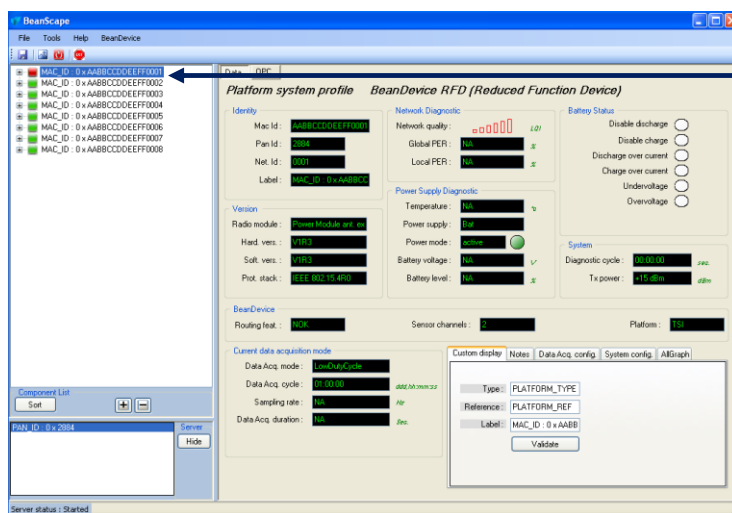 BeanScape
File Tools Help BeanDevice
MAC_ID : 0 x AABBCCDDEEFF0001
MAC_ID : 0 x AABBCCDDEEFF0002
MAC_ID : 0 x AABBCCDDEEFF0003
MAC_ID : 0 x AABBCCDDEEFF0004
MAC_ID : 0 x AABBCCDDEEFF0005
MAC_ID : 0 x AABBCCDDEEFF0006
MAC_ID : 0 x AABBCCDDEEFF0007
MAC_ID : 0 x AABBCCDDEEFF0008
Component List
Sort
PAN_ID : 0 x 2884
Server
Hide
Server status : Started
Data OPC
Platform system profile BeanDevice RFD (Reduced Function Device)
Identity
Mac Id : AABBCCDDEEFF0001
Pan Id : 2884
Net. Id : 0001
Label : MAC_ID : 0 x AABBCC
Version
Radio module : Power Module ant. ex
Hard. vers. : V1R3
Soft. vers. : V1R3
Prot. stack : IEEE 802.15.4R0
Network Diagnostic
Network quality : LQI
Global PER : NA %
Local PER : NA %
Power Supply Diagnostic
Temperature : NA
Power supply : Bat
Power mode : active
Battery voltage : NA V
Battery level : NA %
Battery Status
Disable discharge
Disable charge
Discharge over current
Charge over current
Undervoltage
Overvoltage
System
Diagnostic cycle : 00:00:00 sec.
Tx power : +15 dBm dBm
BeanDevice
Routing feat. : NOK Sensor channels : 2 Platform : TSI
Current data acquisition mode
Data Acq. mode : LowDutyCycle
Data Acq. cycle : 01:00:00 ddd,hh:mm:ss
Sampling rate : NA Hz
Data Acq. duration : NA Sec.
Custom display Notes Data Acq. config. System config. AllGraph
Type : PLATFORM_TYPE
Reference : PLATFORM_REF
Label : MAC_ID : 0 x AABB
Validate